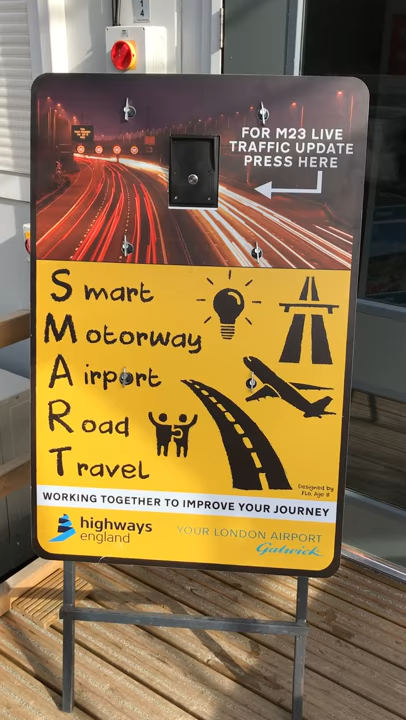 FOR M23 LIVE
TRAFFIC UPDATE
PRESS HERE
Smart
Motorway
Airport
Road
Travel
Designed by
Flo, Age 8
WORKING TOGETHER TO IMPROVE YOUR JOURNEY
highways
england
YOUR LONDON AIRPORT
Gatwick